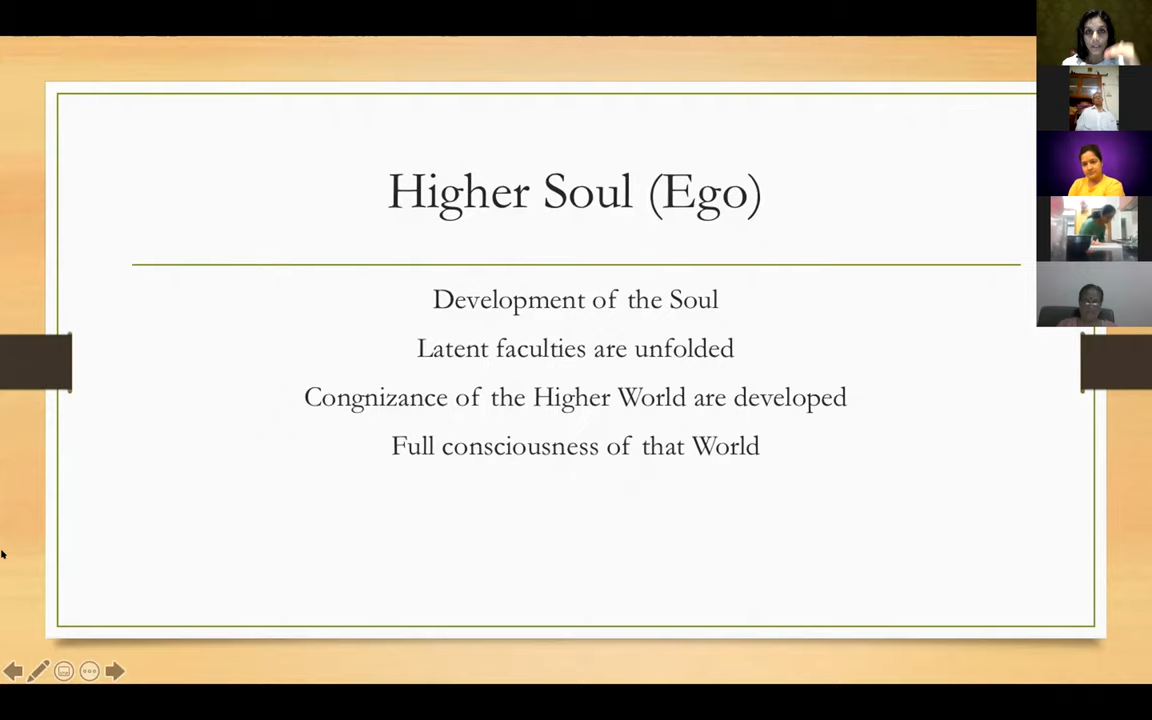 Higher Soul (Ego)
Development of the Soul
Latent faculties are unfolded
Congnizance of the Higher World are developed
Full consciousness of that World